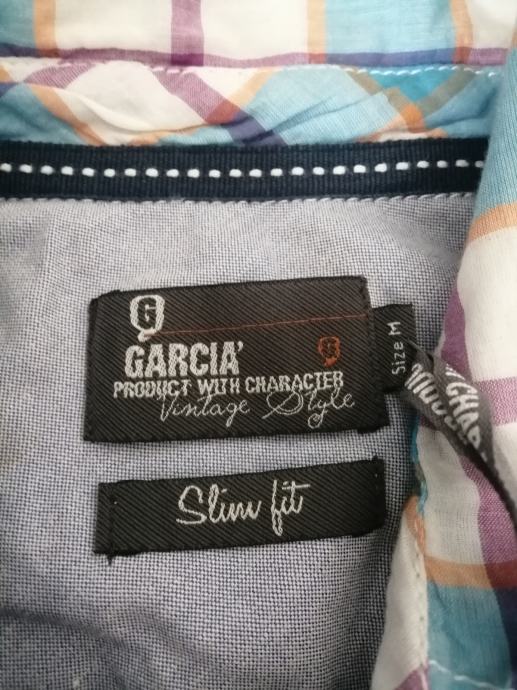 G
GARCIA'
G
PRODUCT WITH CHARACTER
Vintage Style
Size M
Slim fit